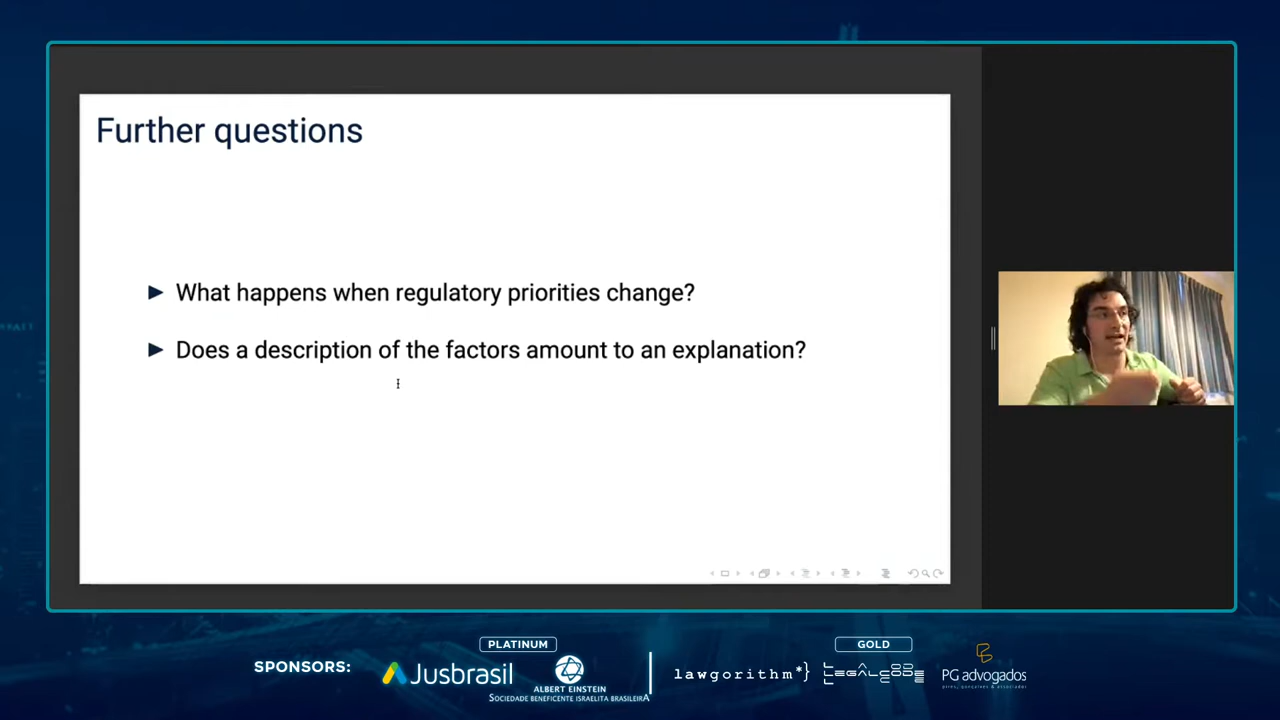 Further questions
What happens when regulatory priorities change?
Does a description of the factors amount to an explanation?
PLATINUM
GOLD
SPONSORS:
Jusbrasil
ALBERT EINSTEIN
SOCIEDADE BENEFICENTE ISRAELITA BRASILEIRA
lawgorithm*}
LEGALCODE
PG advogados